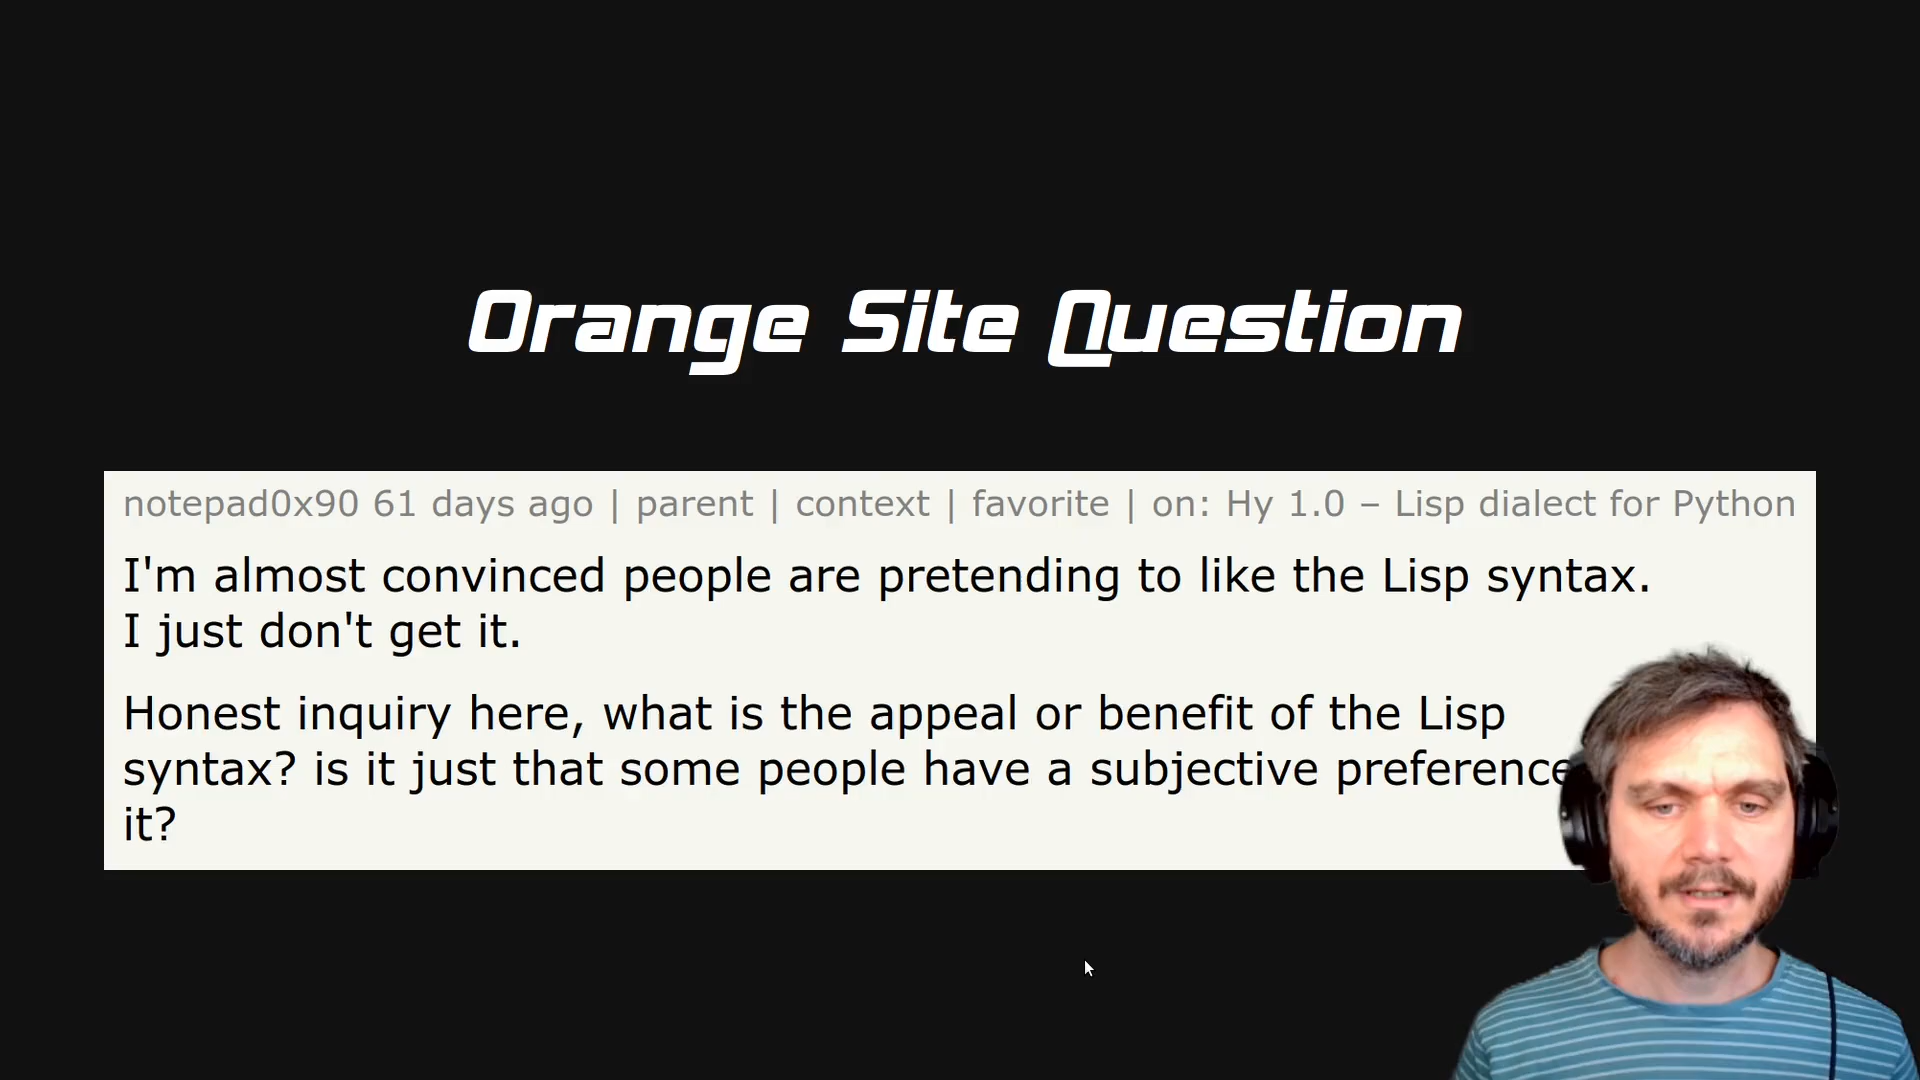 Orange Site Question
notepad0x90 61 days ago | parent | context | favorite | on: Hy 1.0 – Lisp dialect for Python
I'm almost convinced people are pretending to like the Lisp syntax.
I just don't get it.
Honest inquiry here, what is the appeal or benefit of the Lisp
syntax? is it just that some people have a subjective preference
it?